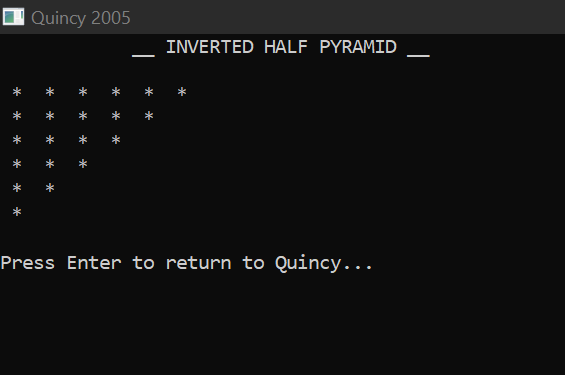 Quincy 2005
__ INVERTED HALF PYRAMID __
* * * * * *
* * * * *
* * * *
* * *
* *
*
Press Enter to return to Quincy...